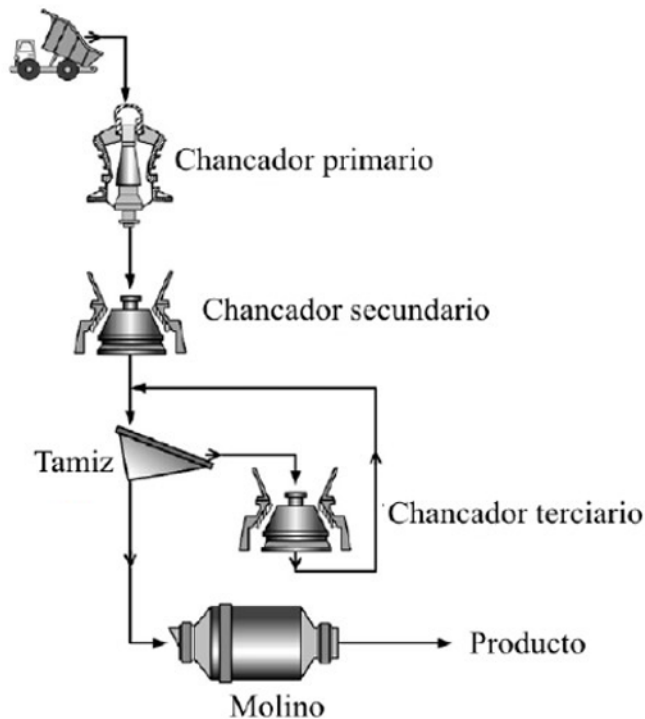 Chancador primario
Chancador secundario
Tamiz
Chancador terciario
Producto
Molino